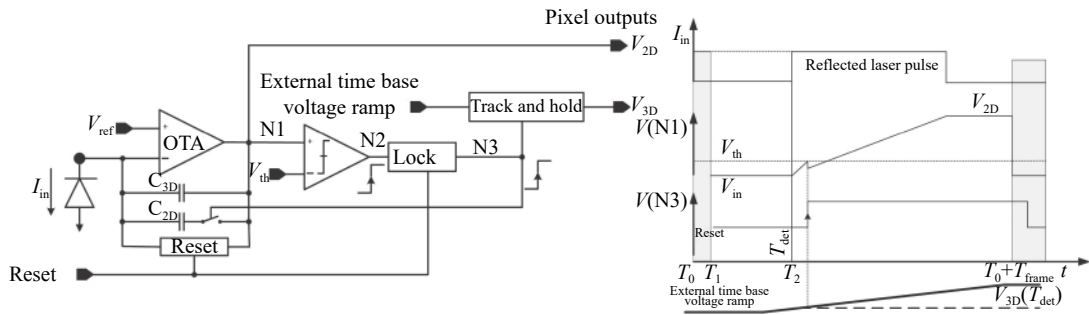 Pixel outputs
V2D
External time base
voltage ramp
Track and hold
V3D
Vref
+
−
OTA
N1
+
−
Vth
N2
Lock
N3
Iin
C3D
C2D
Reset
Reset
Iin
Reflected laser pulse
V(N1)
V2D
Vth
Vin
V(N3)
Reset
Tdet
T0
T1
T2
T0+Tframe
t
External time base
voltage ramp
V3D(Tdet)